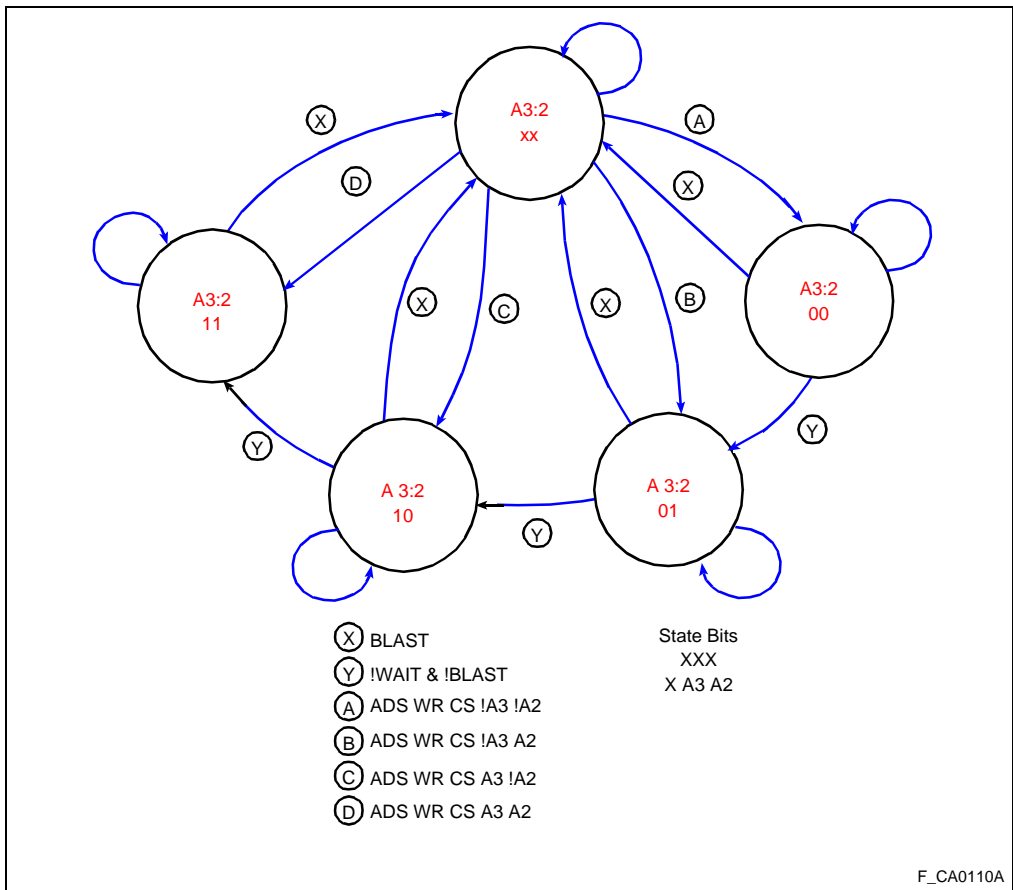 A3:2
xx
X
A
D
X
A3:2
11
A3:2
00
X
C
X
B
Y
Y
Y
A 3:2
10
A 3:2
01
X BLAST
Y !WAIT & !BLAST
A ADS WR CS !A3 !A2
B ADS WR CS !A3 A2
C ADS WR CS A3 !A2
D ADS WR CS A3 A2
State Bits
XXX
X A3 A2
F_CA0110A